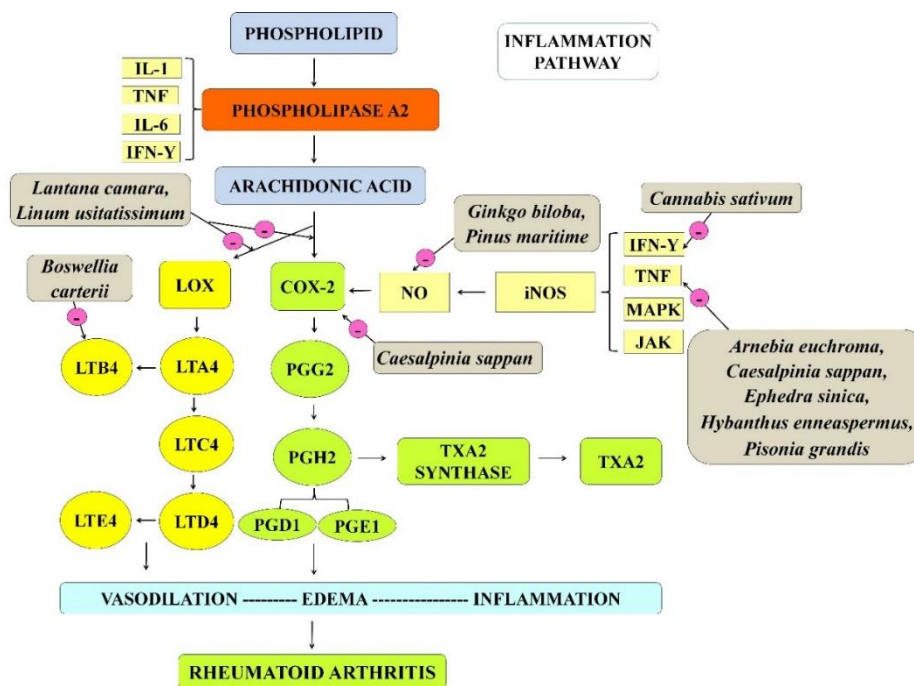 PHOSPHOLIPID
INFLAMMATION
PATHWAY
IL-1
TNF
IL-6
IFN-Y
PHOSPHOLIPASE A2
ARACHIDONIC ACID
Lantana camara,
Linum usitatissimum
-
-
Ginkgo biloba,
Pinus maritime
-
Cannabis sativum
-
Boswellia
carterii
-
LOX
COX-2
NO
iNOS
IFN-Y
TNF
MAPK
JAK
-
-
Caesalpinia sappan
Arnebia euchroma,
Caesalpinia sappan,
Ephedra sinica,
Hybanthus enneaspermus,
Pisonia grandis
LTB4
LTA4
PGG2
LTC4
PGH2
TXA2
SYNTHASE
TXA2
LTE4
LTD4
PGD1
PGE1
VASODILATION --------- EDEMA ---------------- INFLAMMATION
RHEUMATOID ARTHRITIS